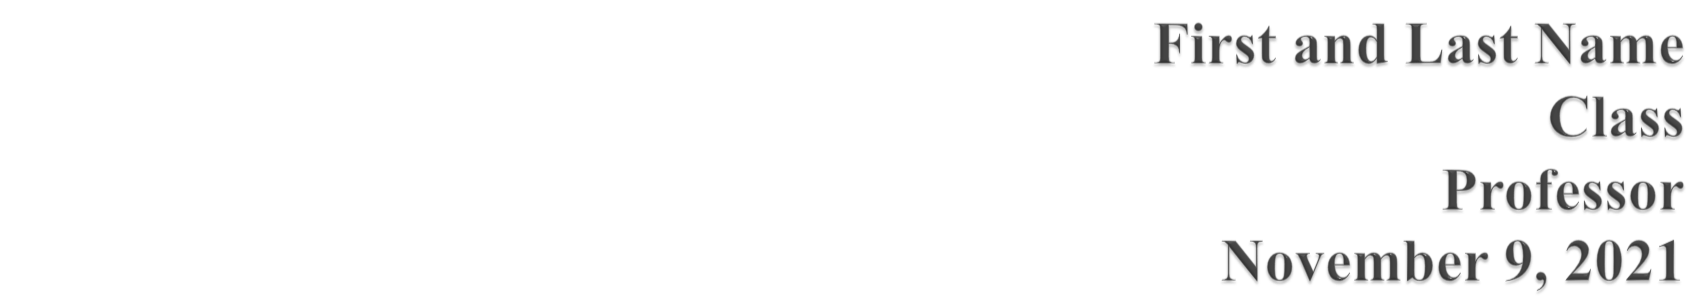 First and Last Name
Class
Professor
November 9, 2021